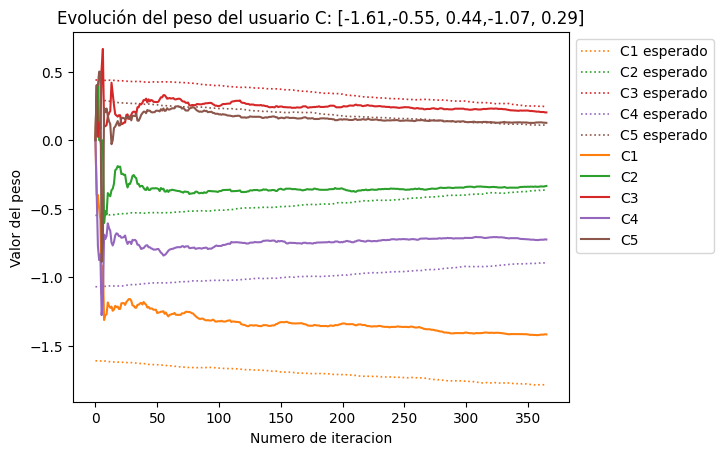 Evolución del peso del usuario C: [-1.61,-0.55, 0.44,-1.07, 0.29]
Valor del peso
0.5
0.0
−0.5
−1.0
−1.5
0
50
100
150
200
250
300
350
Numero de iteracion
C1 esperado
C2 esperado
C3 esperado
C4 esperado
C5 esperado
C1
C2
C3
C4
C5